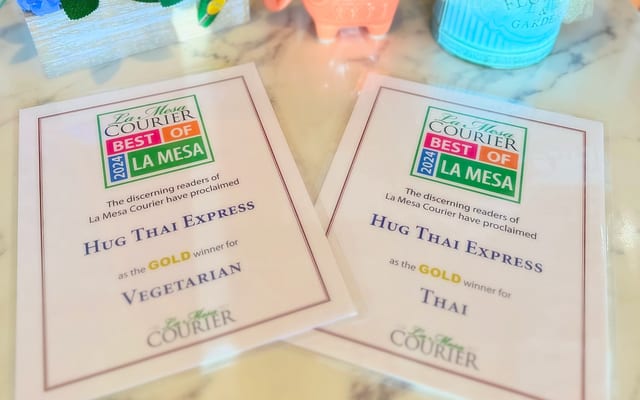 La Mesa
COURIER
BEST OF
2024 LA MESA
The discerning readers of
La Mesa Courier have proclaimed
HUG THAI EXPRESS
as the GOLD winner for
VEGETARIAN
La Mesa
COURIER
La Mesa
COURIER
BEST OF
2024 LA MESA
The discerning readers of
La Mesa Courier have proclaimed
HUG THAI EXPRESS
as the GOLD winner for
THAI
La Mesa
COURIER
GARDEN